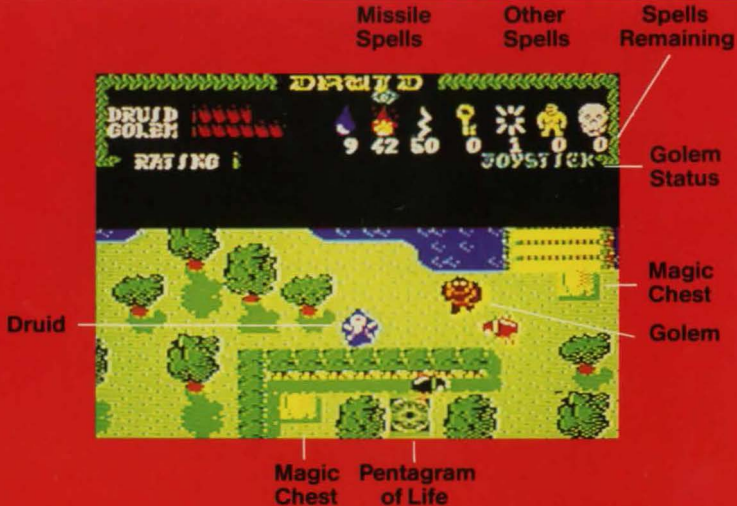 Missile Spells
Other Spells
Spells Remaining
DRUID
DRUID
GOLEM
9 42 50 0 1 0 0
RATING
JOYSTICK
Golem Status
Magic Chest
Druid
Golem
Magic Chest
Pentagram of Life